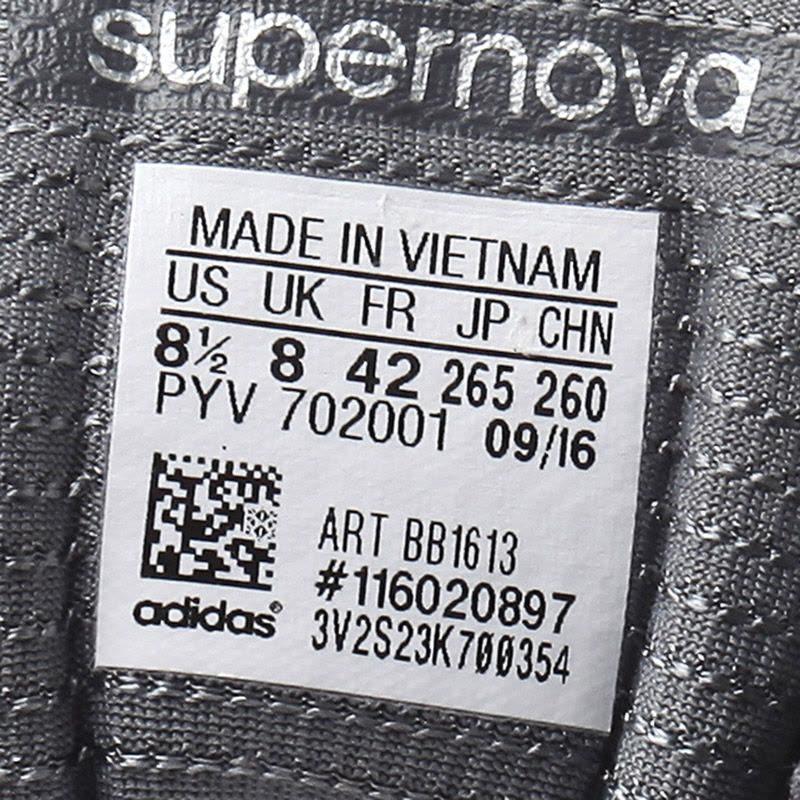 supernova
MADE IN VIETNAM
US UK FR JP CHN
8½ 8 42 265 260
PYV 702001 09/16
ART BB1613
#116020897
adidas®
3V2S23K700354